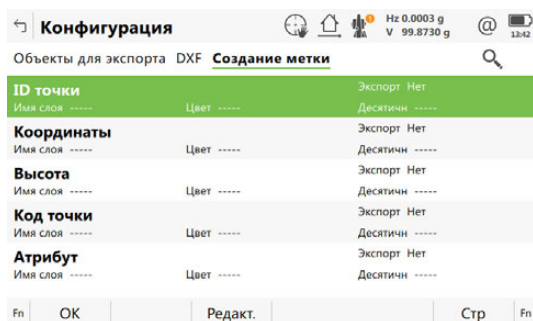 Конфигурация
Hz 0.0003 g
V 99.8730 g
13:42
Объекты для экспорта DXF Создание метки
ID точки Экспорт Нет
Имя слоя ----- Цвет ----- Десятичн -----
Координаты Экспорт Нет
Имя слоя ----- Цвет ----- Десятичн -----
Высота Экспорт Нет
Имя слоя ----- Цвет ----- Десятичн -----
Код точки Экспорт Нет
Имя слоя ----- Цвет ----- Десятичн -----
Атрибут Экспорт Нет
Имя слоя ----- Цвет ----- Десятичн -----
Fn OK Редакт. Стр Fn